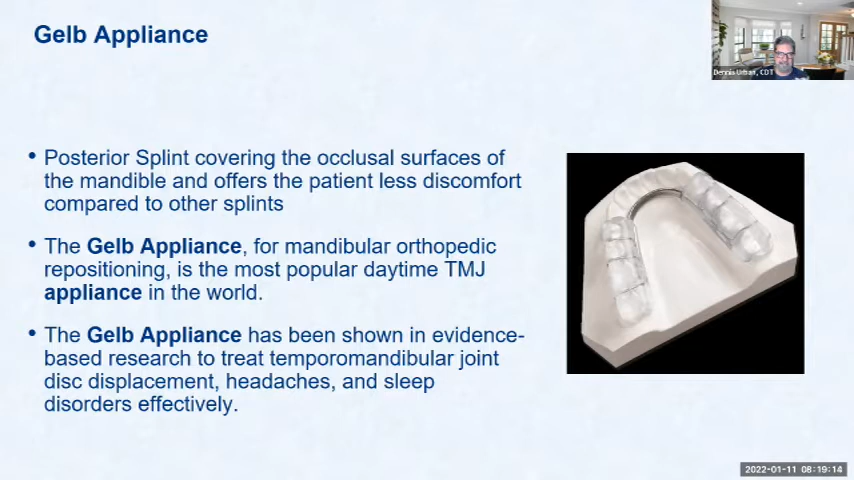 Gelb Appliance
Dennis Urban, CDT
• Posterior Splint covering the occlusal surfaces of
the mandible and offers the patient less discomfort
compared to other splints
• The Gelb Appliance, for mandibular orthopedic
repositioning, is the most popular daytime TMJ
appliance in the world.
• The Gelb Appliance has been shown in evidence-
based research to treat temporomandibular joint
disc displacement, headaches, and sleep
disorders effectively.
2022-01-11 08:19:14